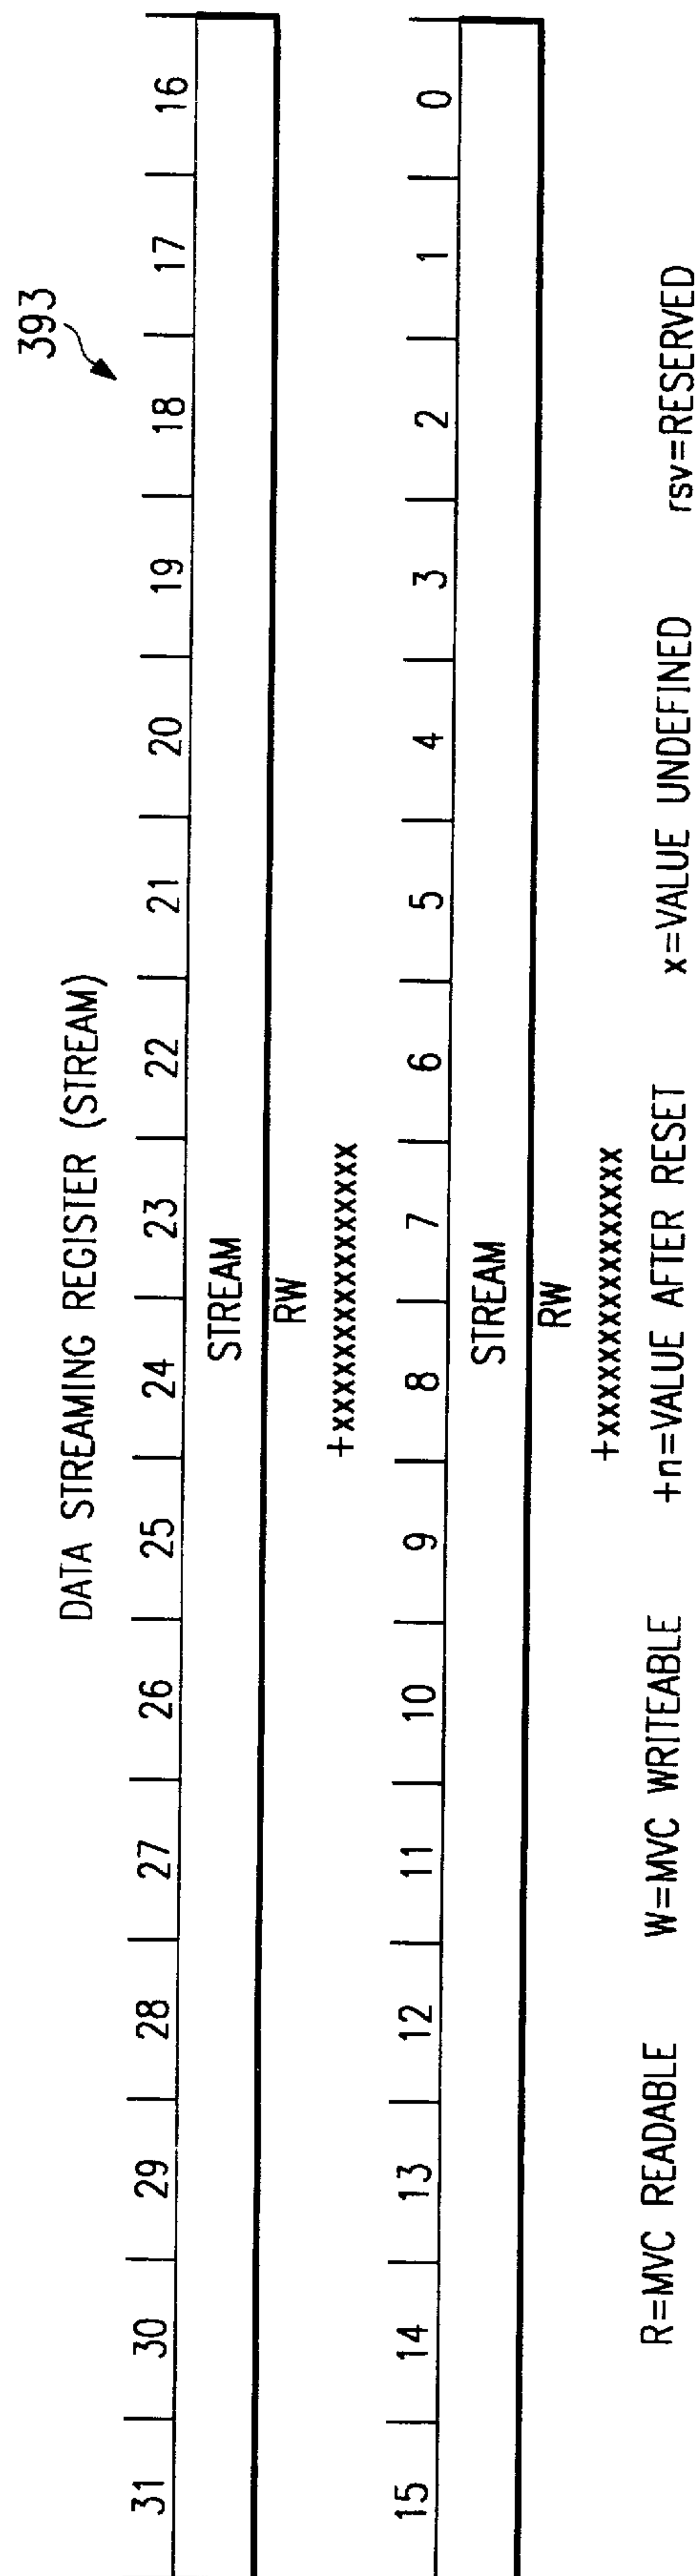 393
DATA STREAMING REGISTER (STREAM)
31 30 29 28 27 26 25 24 23 22 21 20 19 18 17 16
STREAM
RW
+xxxxxxxxxxxxxxxx
15 14 13 12 11 10 9 8 7 6 5 4 3 2 1 0
STREAM
RW
+xxxxxxxxxxxxxxxx
R=MVC READABLE W=MVC WRITEABLE +n=VALUE AFTER RESET x=VALUE UNDEFINED rsv=RESERVED